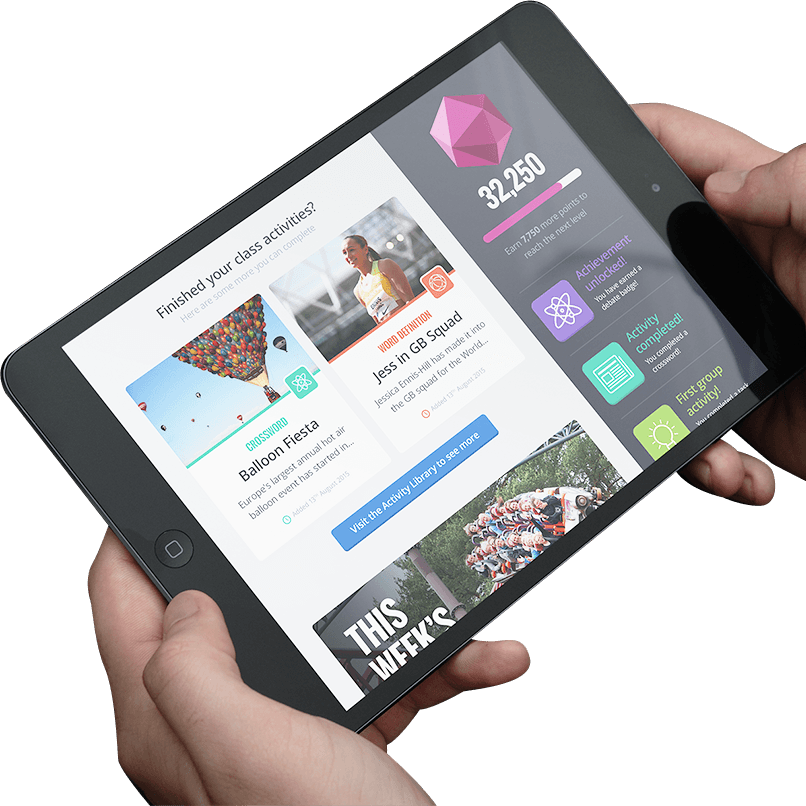 Finished your class activities?
Here are some more you can complete
CROSSWORD
Balloon Fiesta
Europe's largest annual hot air
balloon event has started in...
Added 13th August 2015
WORD DEFINITION
Jess in GB Squad
Jessica Ennis-Hill has made it into
the GB squad for the World...
Added 13th August 2015
Visit the Activity Library to see more
THIS
WEEK'S
32,250
Earn 7,750 more points to
reach the next level
Achievement
unlocked!
You have earned a
debate badge!
Activity
completed!
You completed a
crossword!
First group
activity!
You completed a task